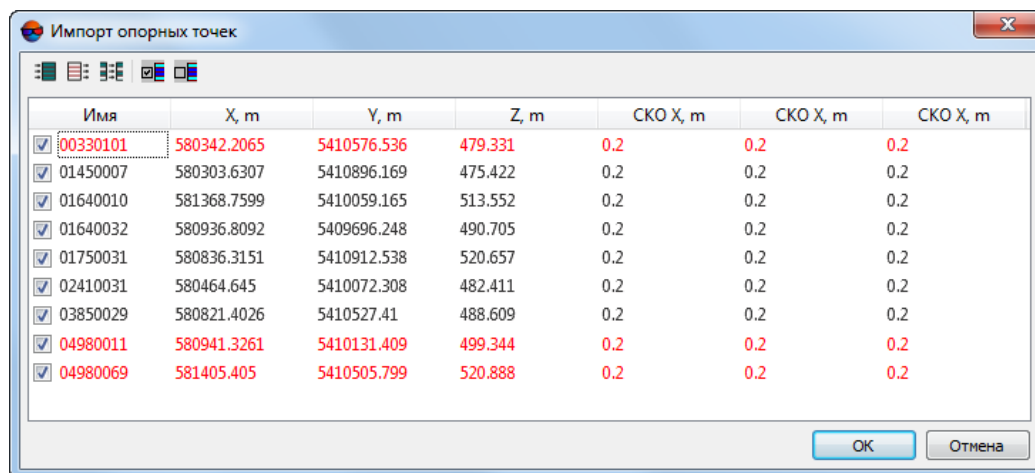 Импорт опорных точек
Имя X, m Y, m Z, m СКО X, m СКО X, m СКО X, m
00330101 580342.2065 5410576.536 479.331 0.2 0.2 0.2
01450007 580303.6307 5410896.169 475.422 0.2 0.2 0.2
01640010 581368.7599 5410059.165 513.552 0.2 0.2 0.2
01640032 580936.8092 5409696.248 490.705 0.2 0.2 0.2
01750031 580836.3151 5410912.538 520.657 0.2 0.2 0.2
02410031 580464.645 5410072.308 482.411 0.2 0.2 0.2
03850029 580821.4026 5410527.41 488.609 0.2 0.2 0.2
04980011 580941.3261 5410131.409 499.344 0.2 0.2 0.2
04980069 581405.405 5410505.799 520.888 0.2 0.2 0.2
OK Отмена